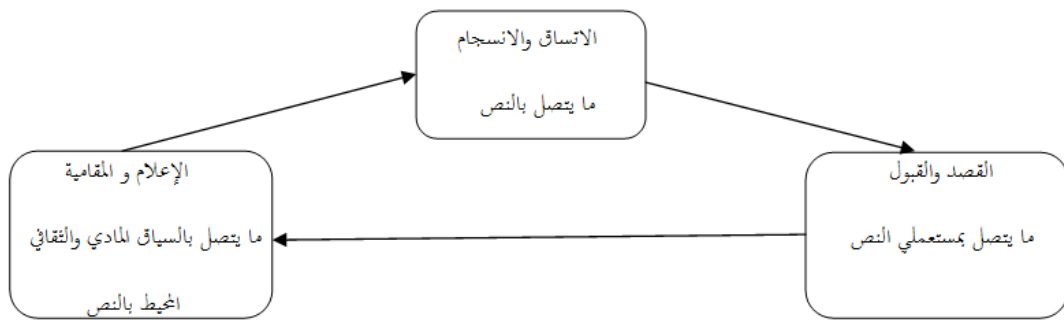 الاتساق والانسجام
ما يتصل بالنص
القصد والقبول
ما يتصل بمستعملي النص
الإعلام و المقامية
ما يتصل بالسياق المادي والثقافي
المحيط بالنص